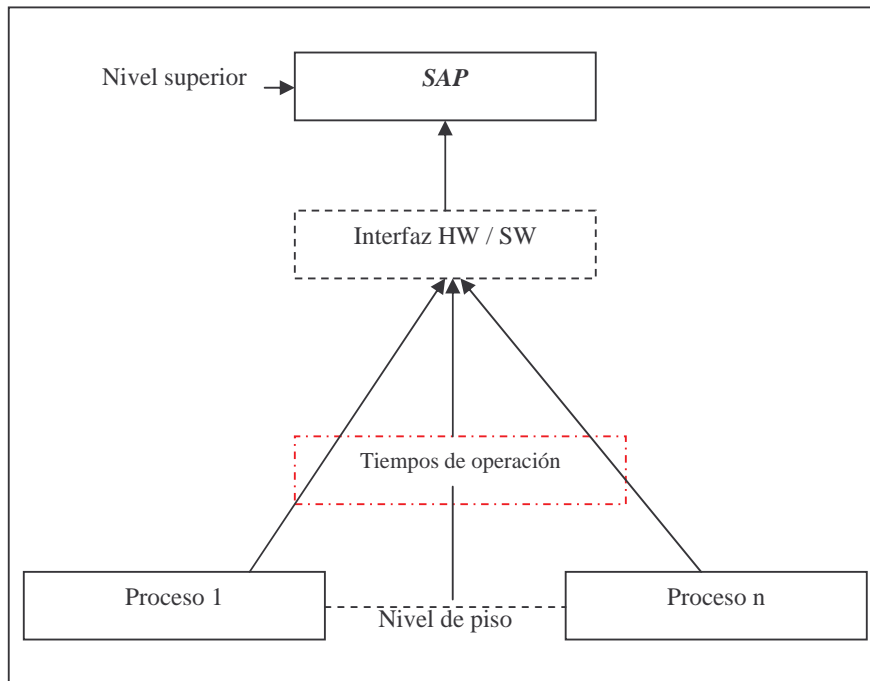 SAP
Nivel superior
Interfaz HW / SW
Tiempos de operación
Proceso 1
Proceso n
Nivel de piso